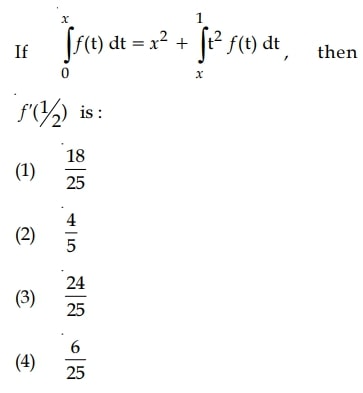 If ∫₀ˣ f(t) dt = x² + ∫ₓ¹ t² f(t) dt , then
f′(1/2) is :
(1) 18/25
(2) 4/5
(3) 24/25
(4) 6/25